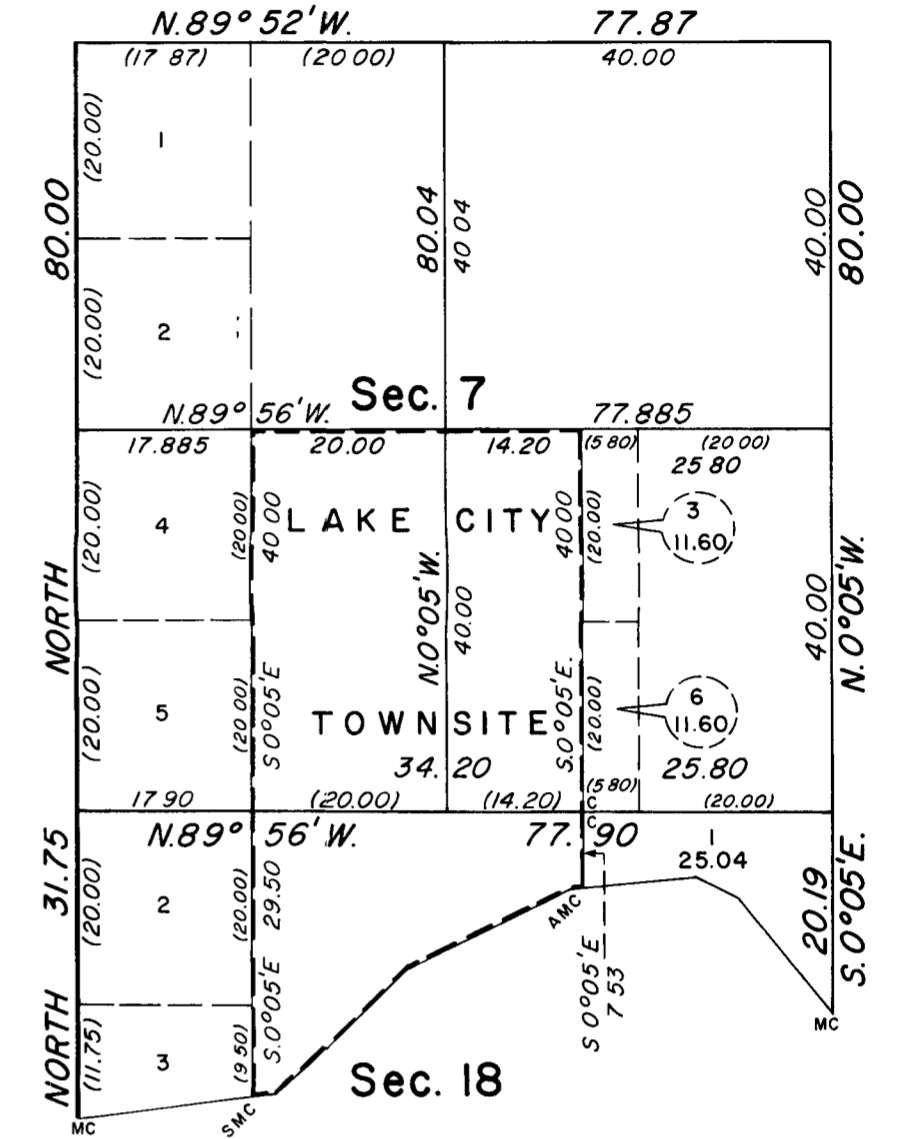 N.89° 52' W. 77.87
(17 87) (20 00) 40.00
(20.00) 1
80.00 80.04 40 04 40.00 80.00
(20.00) 2
Sec. 7
N.89° 56' W. 77.885
17.885 20.00 14.20 (5 80) (20 00)
25 80
(20.00) 4 (20 00) 40 00 LAKE CITY 40 00 (20.00) 3
11.60
NORTH N.0°05'W. 40.00 40.00 N.0°05'W.
(20.00) 5 (20 00) S 0°05'E TOWNSITE S.0°05'E. (20.00) 6
11.60
34.20 25.80
17 90 (20.00) (14.20) (5 80) (20.00)
C
C
N.89° 56' W. 77.90 1
25.04
31.75 (20.00) 2 (20.00) 29.50 20.19 S.0°05'E.
AMC
S 0°05'E
7 53
MC
NORTH (11.75) 3 (9 50) S.0°05'E Sec. 18
MC SMC